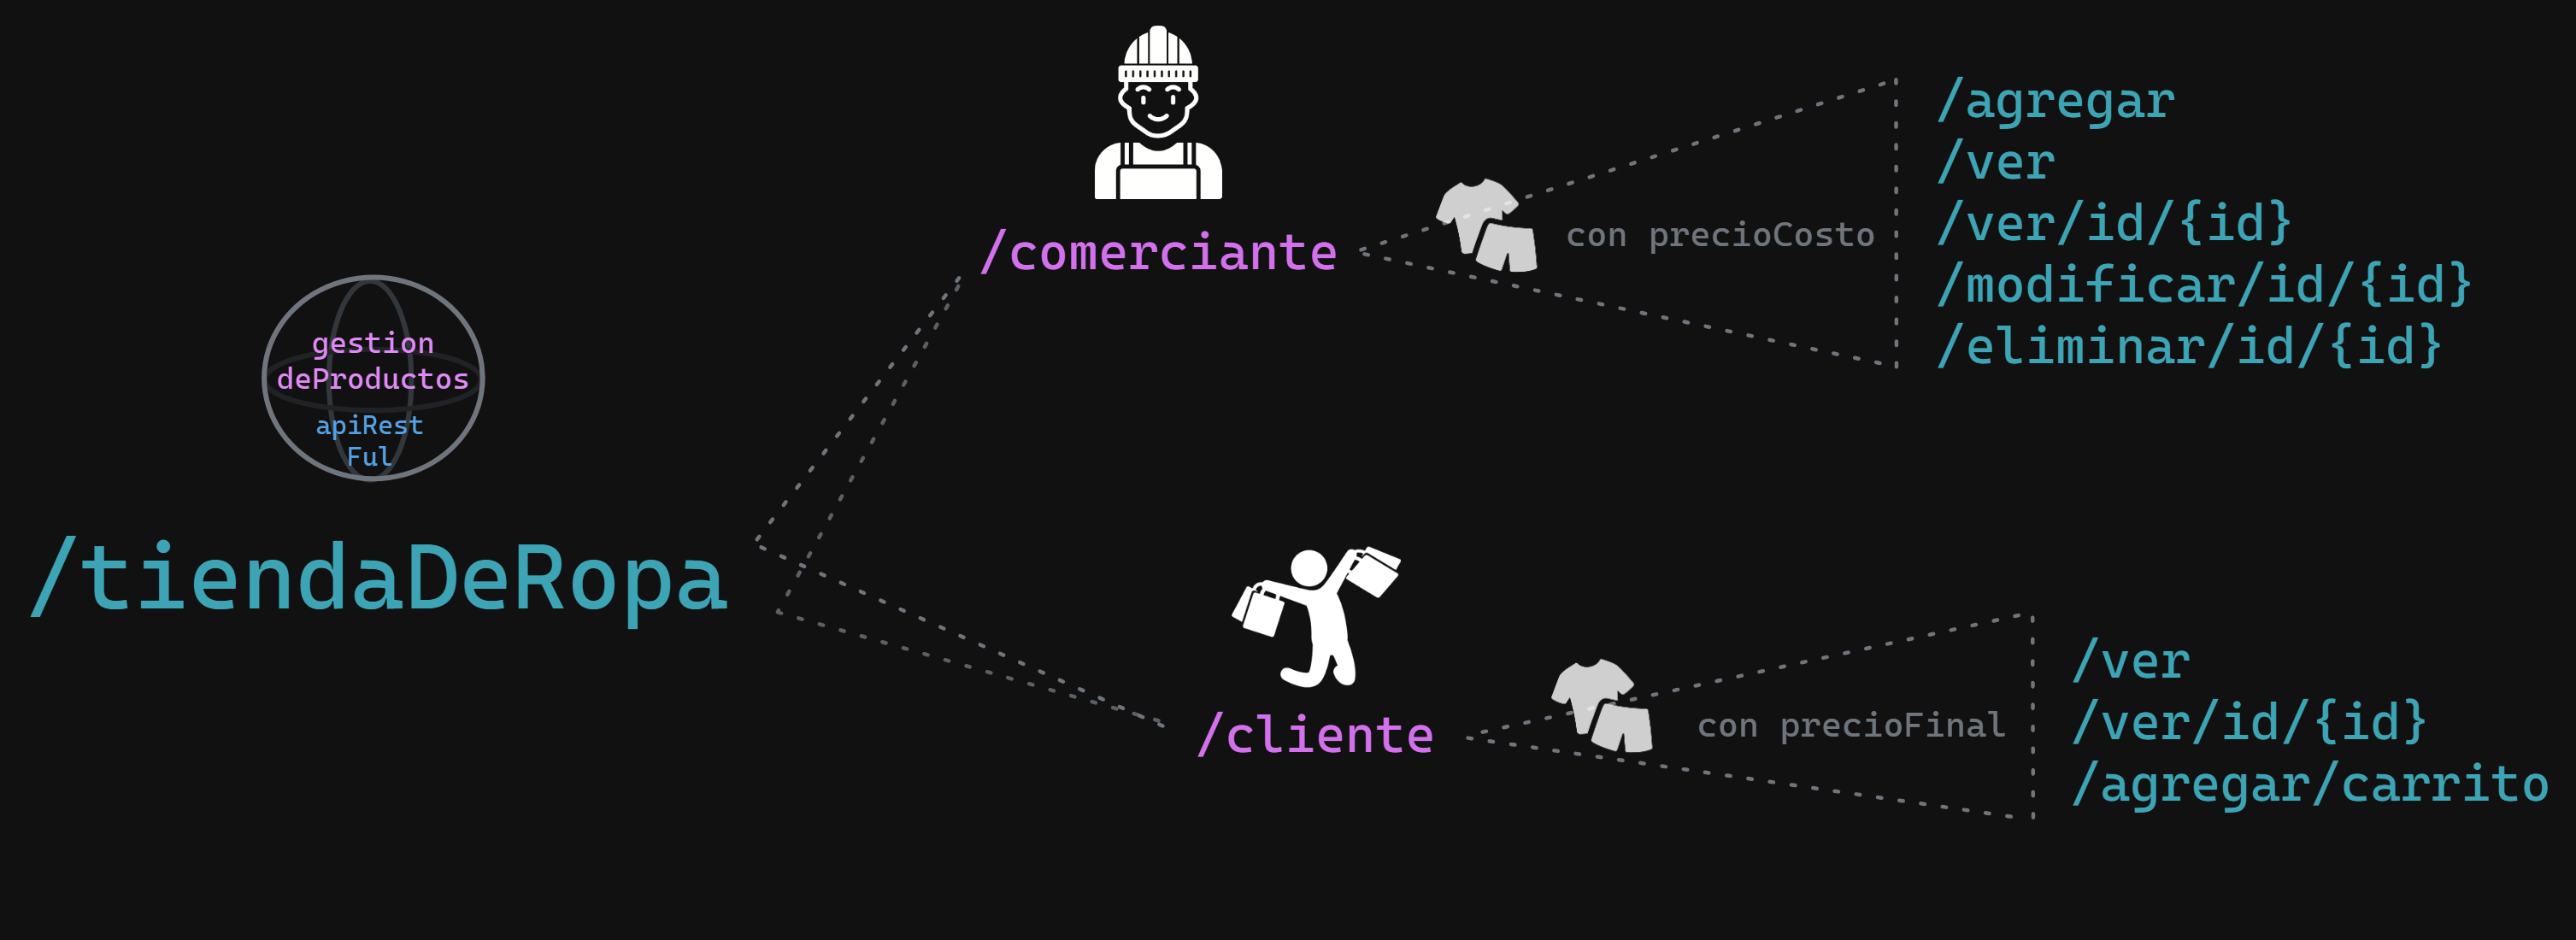 gestion
deProductos
apiRest
Ful
/tiendaDeRopa
/comerciante
con precioCosto
/agregar
/ver
/ver/id/{id}
/modificar/id/{id}
/eliminar/id/{id}
/cliente
con precioFinal
/ver
/ver/id/{id}
/agregar/carrito